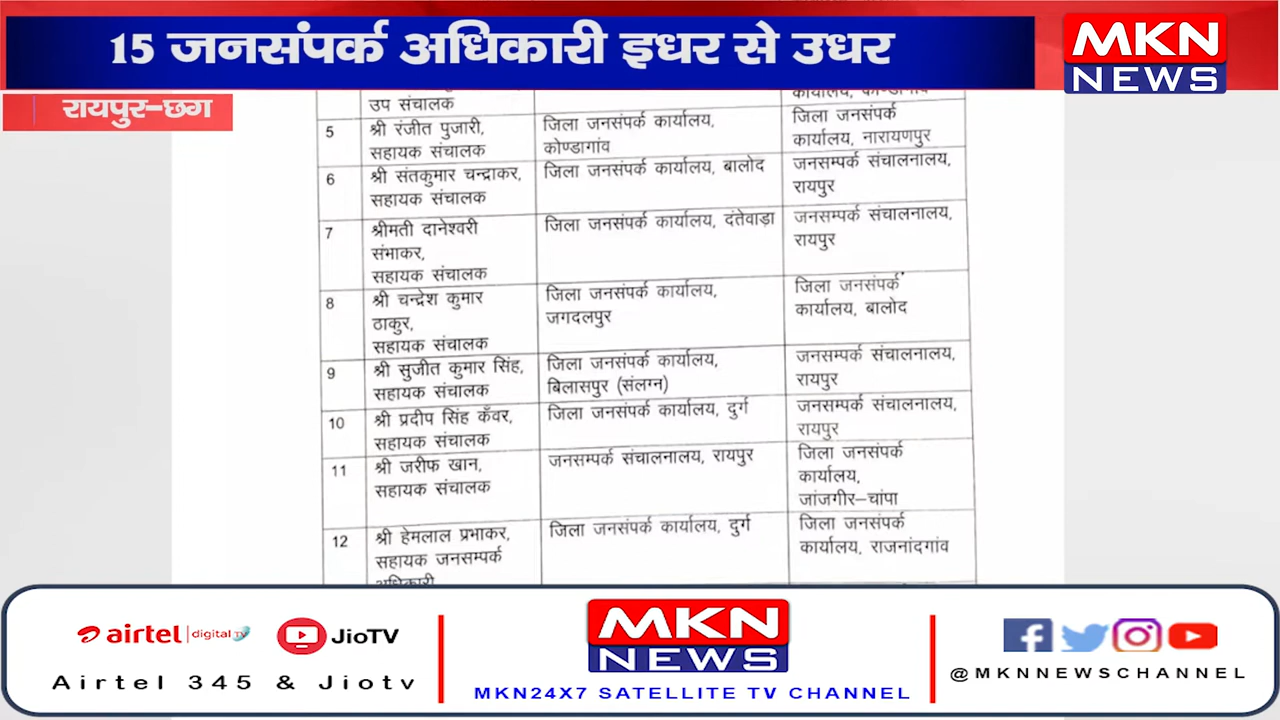 15 जनसंपर्क अधिकारी इधर से उधर
MKN
NEWS
रायपुर-छग
उप संचालक
5 श्री रंजीत पुजारी, सहायक संचालक जिला जनसंपर्क कार्यालय, कोण्डागांव जिला जनसंपर्क कार्यालय, नारायणपुर
6 श्री संतकुमार चन्द्राकर, सहायक संचालक जिला जनसंपर्क कार्यालय, बालोद जनसम्पर्क संचालनालय, रायपुर
7 श्रीमती दानेश्वरी संभाकर, सहायक संचालक जिला जनसंपर्क कार्यालय, दंतेवाड़ा जनसम्पर्क संचालनालय, रायपुर
8 श्री चन्द्रेश कुमार ठाकुर, सहायक संचालक जिला जनसंपर्क कार्यालय, जगदलपुर जिला जनसंपर्क कार्यालय, बालोद
9 श्री सुजीत कुमार सिंह, सहायक संचालक जिला जनसंपर्क कार्यालय, बिलासपुर (संलग्न) जनसम्पर्क संचालनालय, रायपुर
10 श्री प्रदीप सिंह कँवर, सहायक संचालक जिला जनसंपर्क कार्यालय, दुर्ग जनसम्पर्क संचालनालय, रायपुर
11 श्री जरीफ खान, सहायक संचालक जनसम्पर्क संचालनालय, रायपुर जिला जनसंपर्क कार्यालय, जांजगीर–चांपा
12 श्री हेमलाल प्रभाकर, सहायक जनसम्पर्क जिला जनसंपर्क कार्यालय, दुर्ग जिला जनसंपर्क कार्यालय, राजनांदगांव
airtel digital TV JioTV
Airtel 345 & Jiotv
MKN
NEWS
MKN24X7 SATELLITE TV CHANNEL
@MKNNEWSCHANNEL